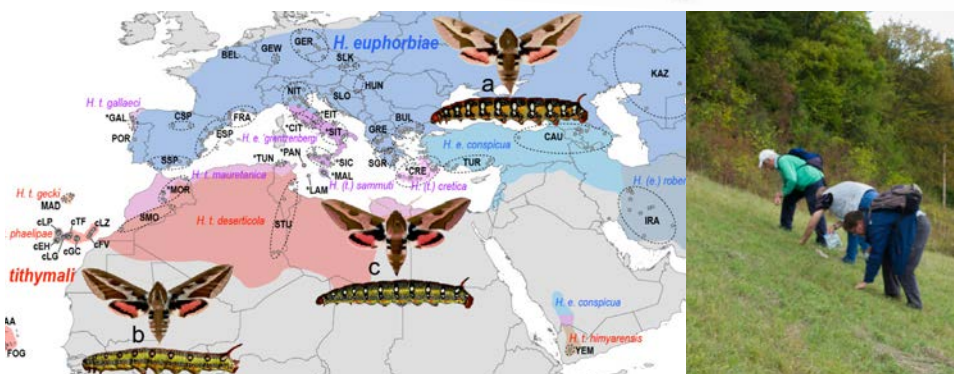 BEL
GEW
GER
H. euphorbiae
SLK
a
KAZ
HUN
NIT
SLO
H. t. gallaeci
*GAL
CSP
FRA
*EIT
BUL
*CIT
*SIT
POR
ESP
H. e. 'grentzenbergi'
GRE
H. e. conspicua
CAU
SSP
*PAN
*TUN
*SIC
SGR
TUR
*MAL
*CRE
H. (e.) rober
H. t. mauretanica
*LAM
H. (t.) sammuti
H. (t.) cretica
H. t. gecki
*MOR
MAD
SMO
IRA
cLP
cTF
cLZ
H. t. deserticola
STU
phaelipae
cEH
cGC
cFV
cLG
tithymali
c
H. e. conspicua
b
H. t. himyarensis
YEM
AA
FOG